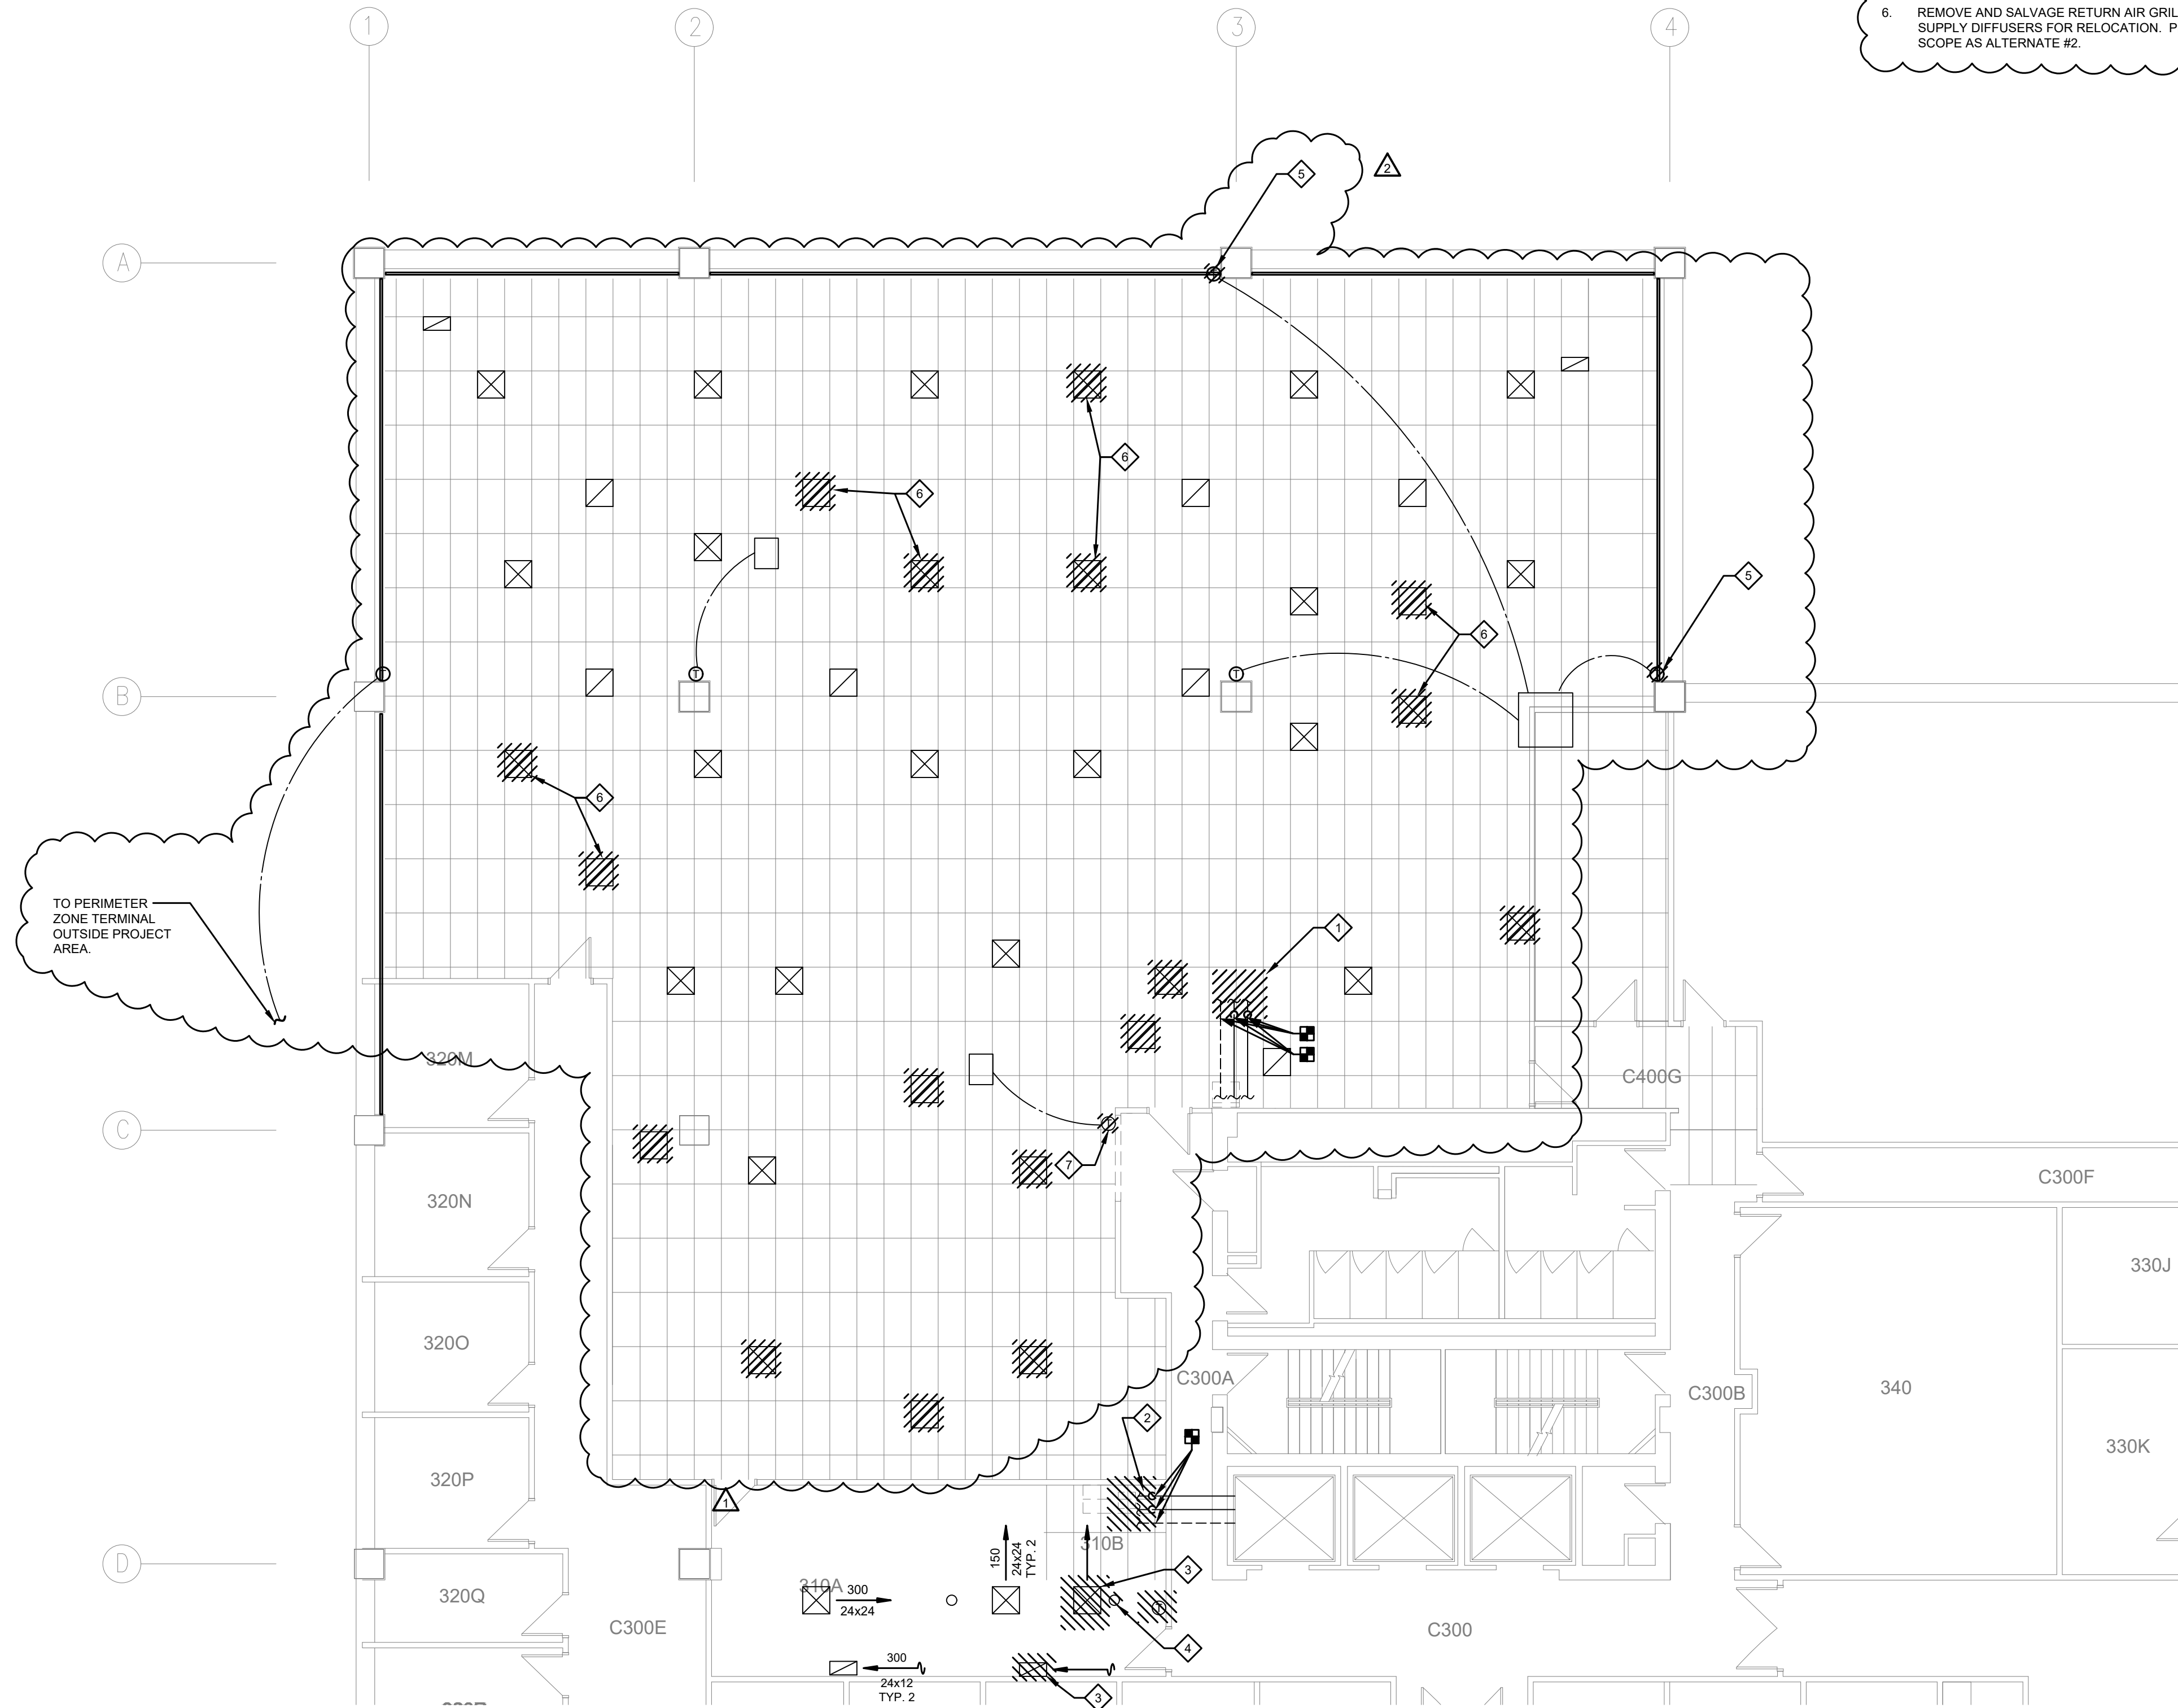 6. REMOVE AND SALVAGE RETURN AIR
SUPPLY DIFFUSERS FOR RELOCATION.
SCOPE AS ALTERNATE #2.
1
2
3
4
5
2
A
6
6
5
T
T
T
6
B
6
TO PERIMETER
ZONE TERMINAL
OUTSIDE PROJECT
AREA.
1
320M
C400G
C
7
320N
C300F
330J
320O
C300A
340
C300B
2
330K
320P
1
310B
D
150
24x24
TYP. 2
310A
300
24x24
3
320Q
C300E
C300
4
300
24x12
TYP. 2
3